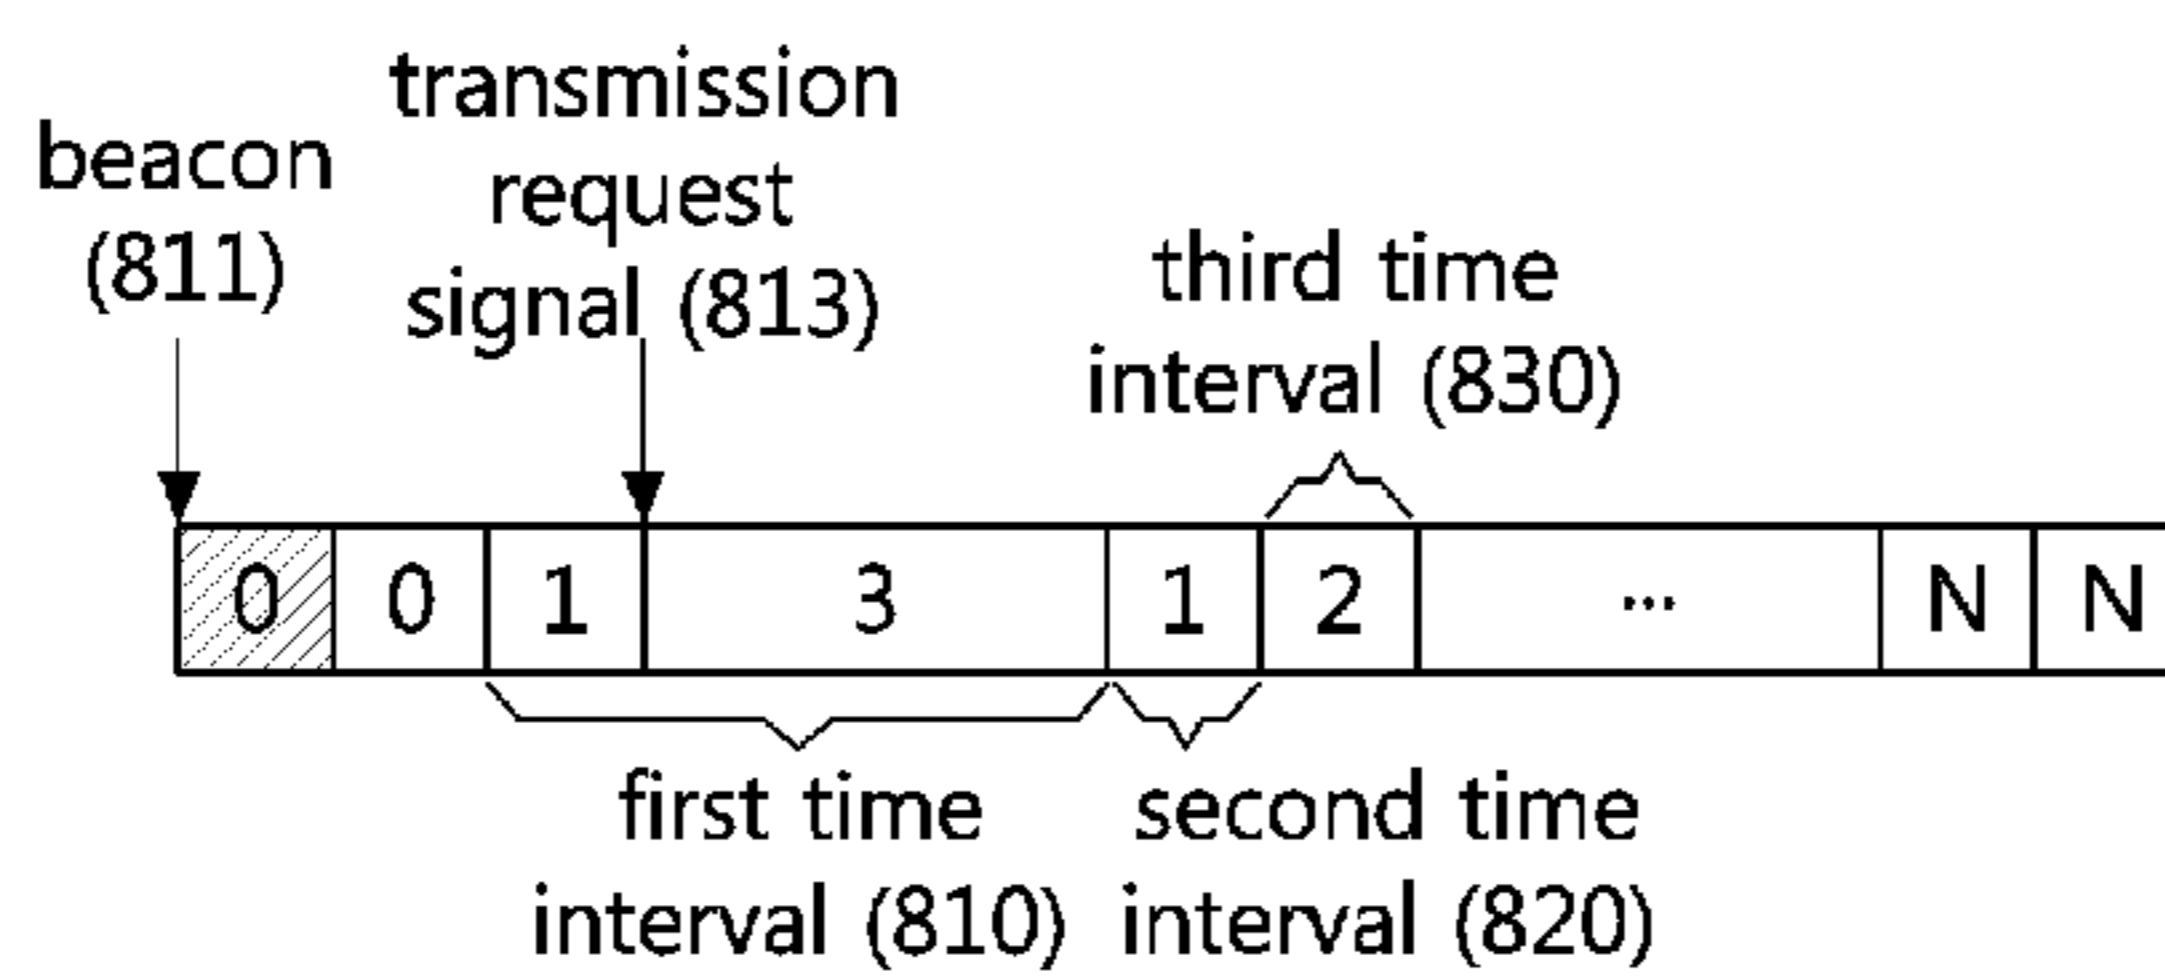 beacon
(811)
transmission
request
signal (813)
third time
interval (830)
0 0 1 3 1 2 ... N N
first time
interval (810)
second time
interval (820)